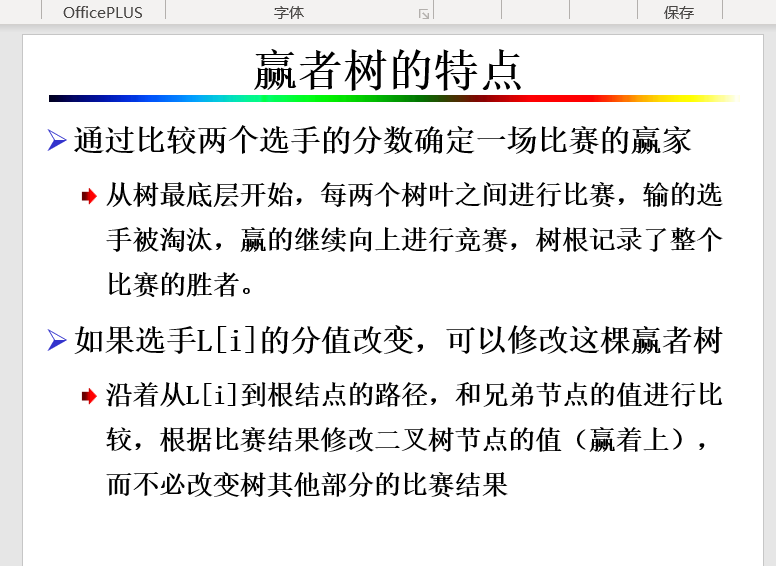 OfficePLUS 字体 保存
赢者树的特点
通过比较两个选手的分数确定一场比赛的赢家
从树最底层开始，每两个树叶之间进行比赛，输的选
手被淘汰，赢的继续向上进行竞赛，树根记录了整个
比赛的胜者。
如果选手L[i]的分值改变，可以修改这棵赢者树
沿着从L[i]到根结点的路径，和兄弟节点的值进行比
较，根据比赛结果修改二叉树节点的值（赢着上），
而不必改变树其他部分的比赛结果